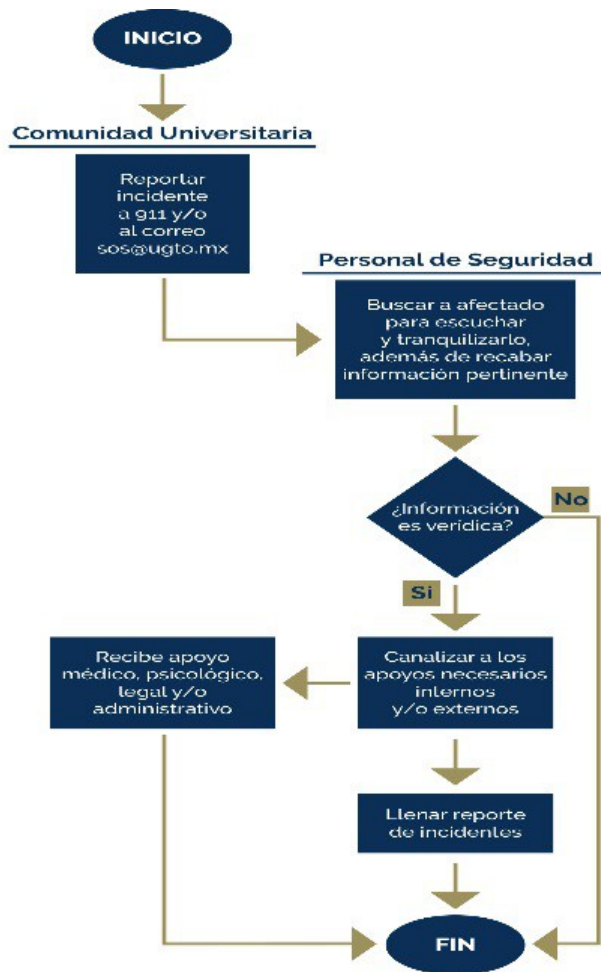 INICIO
Comunidad Universitaria
Reportar
incidente
a 911 y/o
al correo
sos@ugto.mx
Personal de Seguridad
Buscar a afectado
para escuchar
y tranquilizarlo,
además de recabar
información pertinente
¿Información
es verídica?
No
Si
Recibe apoyo
médico, psicológico,
legal y/o
administrativo
Canalizar a los
apoyos necesarios
internos
y/o externos
Llenar reporte
de incidentes
FIN